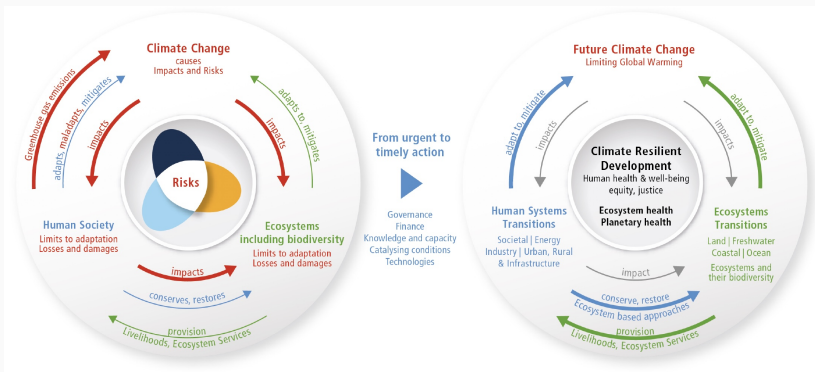 Climate Change
causes
Impacts and Risks
Greenhouse gas emissions
adapts, maladapts, mitigates
impacts
impacts
adapts to, mitigates
Risks
Human Society
Limits to adaptation
Losses and damages
Ecosystems
including biodiversity
Limits to adaptation
Losses and damages
impacts
conserves, restores
provision
Livelihoods, Ecosystem Services
From urgent to
timely action
Governance
Finance
Knowledge and capacity
Catalysing conditions
Technologies
Future Climate Change
Limiting Global Warming
adapt to, mitigate
impacts
impacts
adapt to, mitigate
Climate Resilient
Development
Human health & well-being
equity, justice
Ecosystem health
Planetary health
Human Systems
Transitions
Societal | Energy
Industry | Urban, Rural
& Infrastructure
Ecosystems
Transitions
Land | Freshwater
Coastal | Ocean
Ecosystems and
their biodiversity
impact
conserve, restore
Ecosystem based approaches
provision
Livelihoods, Ecosystem Services